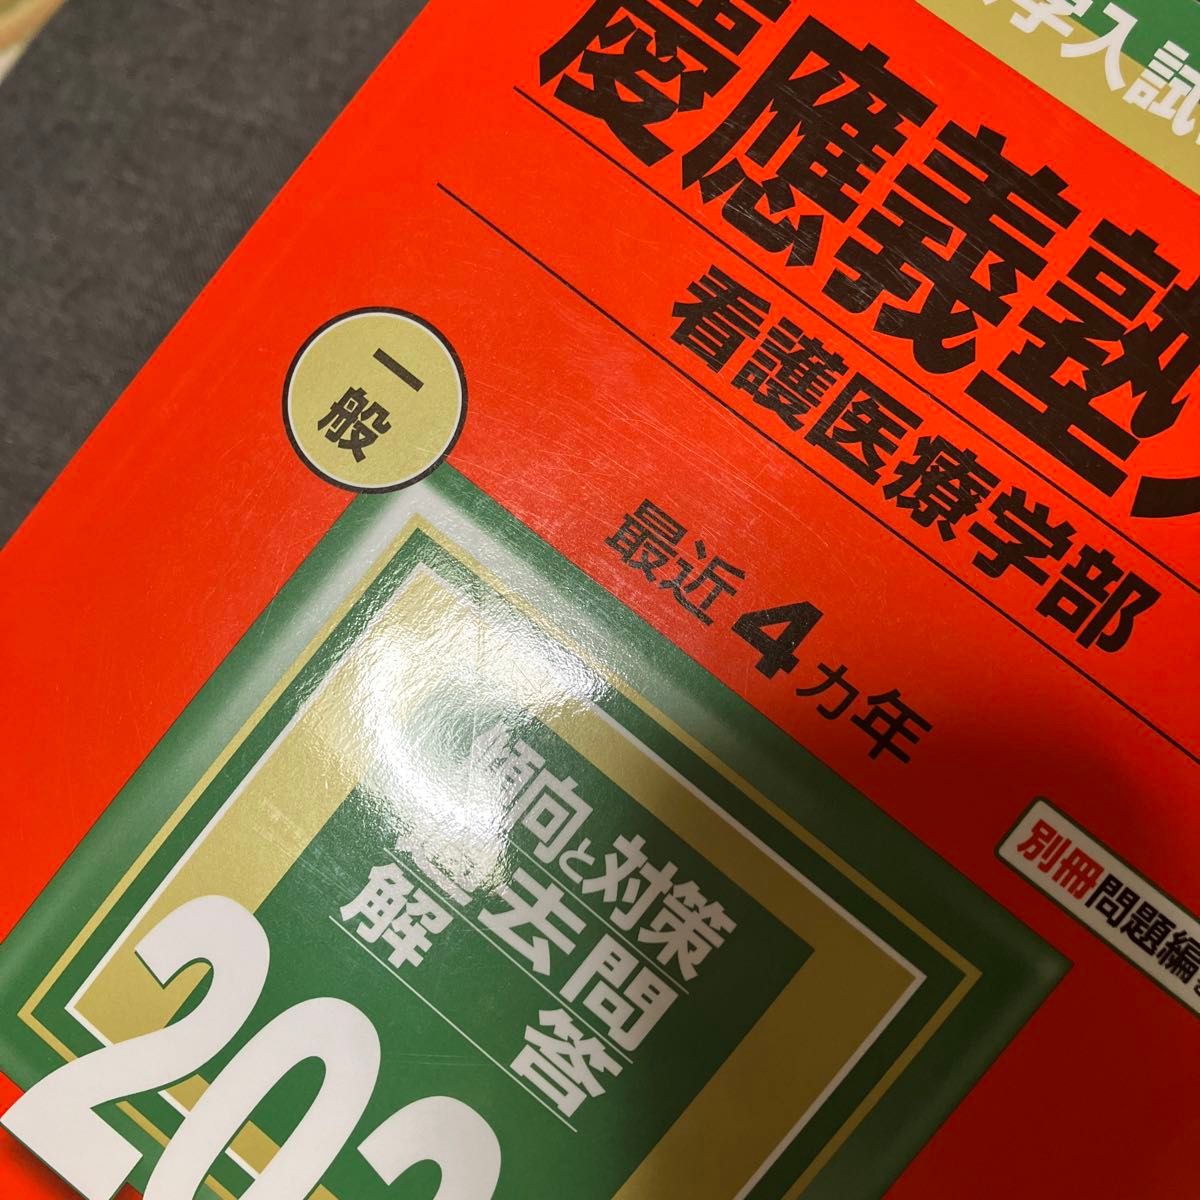 学入試
慶應義塾
看護医療学部
一般
最近4カ年
別冊問題編
傾向と対策
過去問
解答
202